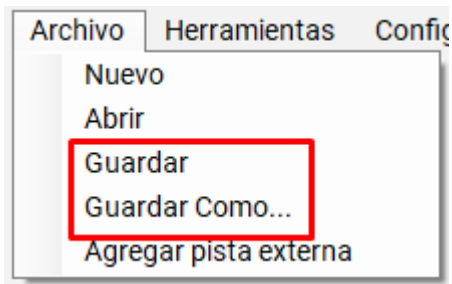 Archivo Herramientas
Nuevo
Abrir
Guardar
Guardar Como...
Agregar pista externa